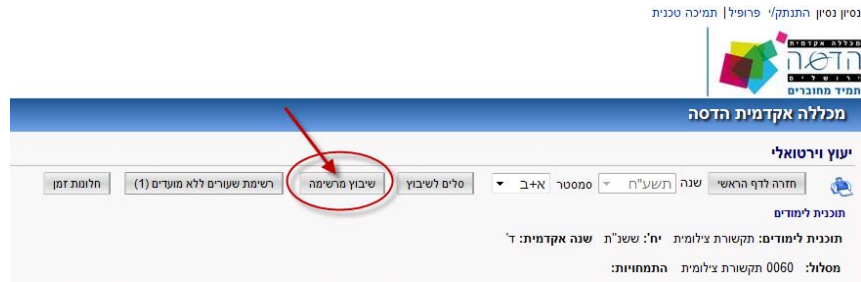 נסיון נסיון התנתק/י פרופיל | תמיכה טכנית
מכללה אקדמית
הדסה
ירושלים
תמיד מחוברים
מכללה אקדמית הדסה
יעוץ וירטואלי
חזרה לדף הראשי שנה תשע"ח סמסטר א+ב סלים לשיבוץ שיבוץ מרשימה רשימת שעורים ללא מועדים (1) חלונות זמן
תוכנית לימודים
תוכנית לימודים: תקשורת צילומית יח': ששנ"ת שנה אקדמית: ד'
מסלול: 0060 תקשורת צילומית התמחויות: